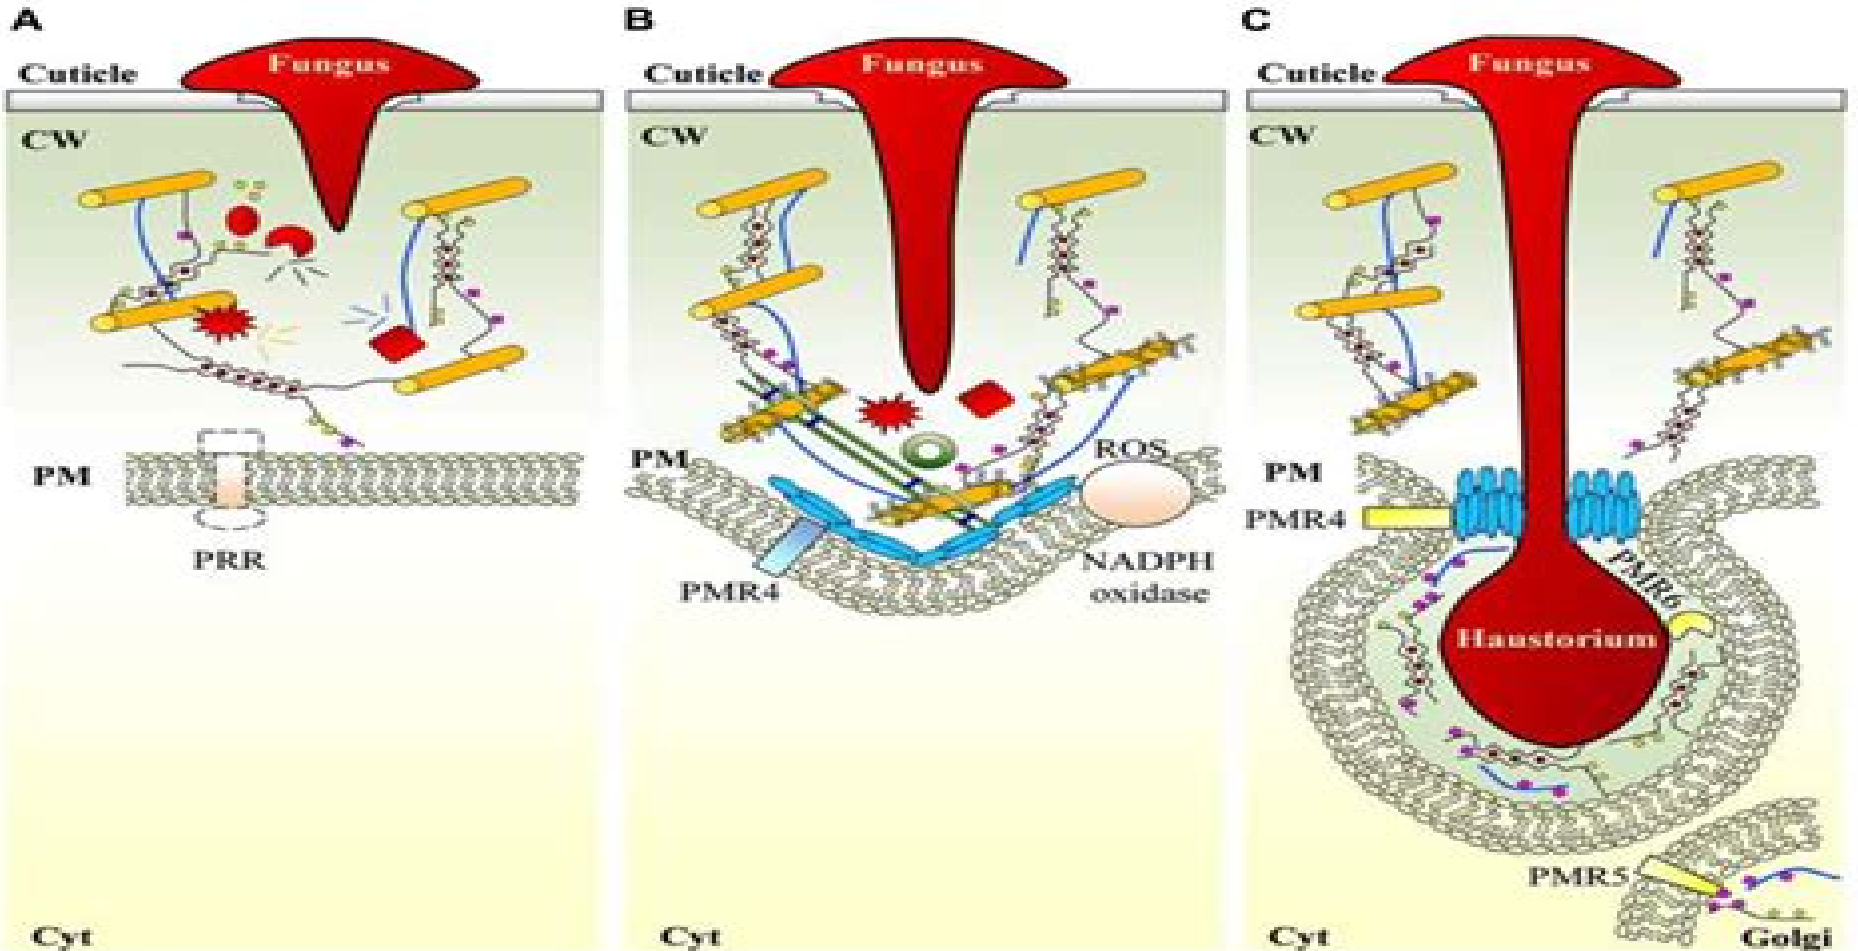 A
Fungus
Cuticle
CW
PM
PRR
Cyt
B
Fungus
Cuticle
CW
PM
ROS
PMR4
NADPH
oxidase
Cyt
C
Fungus
Cuticle
CW
PM
PMR4
PMR6
Haustorium
PMR5
Cyt
Golgi